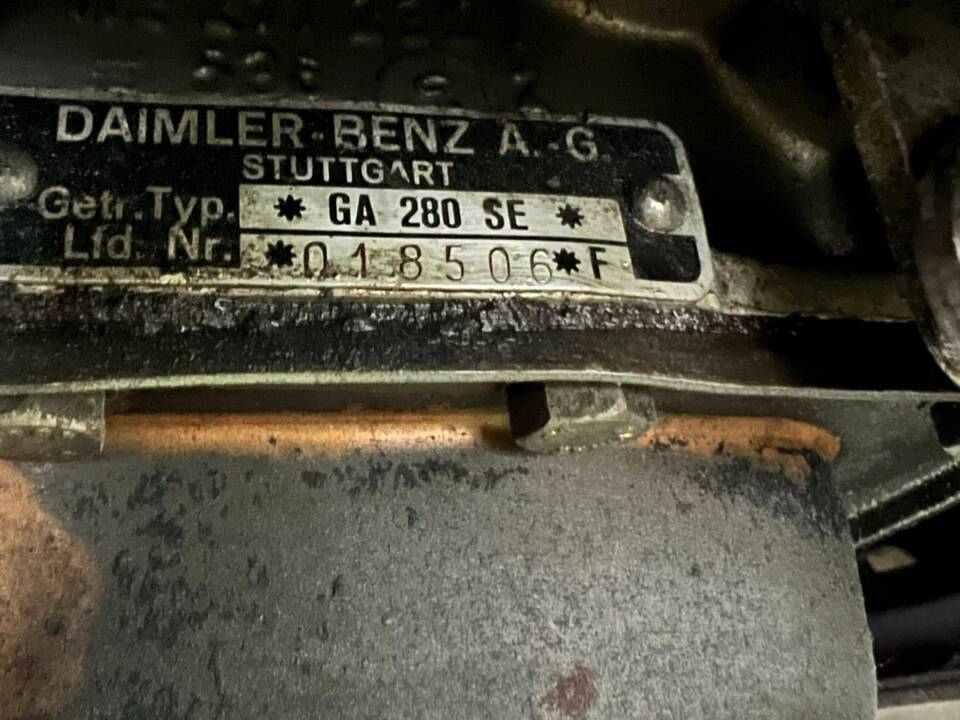 DAIMLER-BENZ A.-G.
STUTTGART
Getr.Typ. * GA 280 SE *
Lfd. Nr. *018506* F